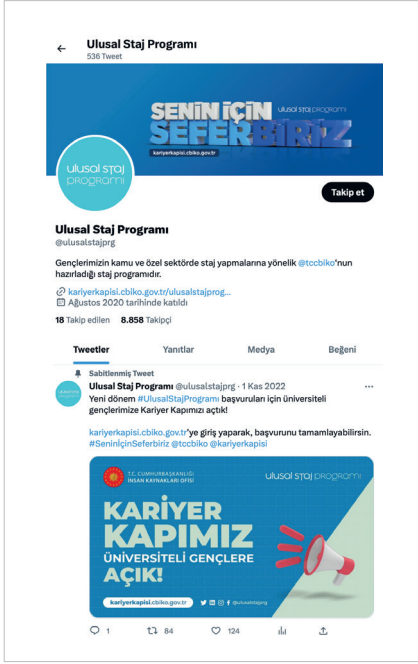 Ulusal Staj Programı
536 Tweet
SENİN İÇİN
SEFERBİRİZ
ulusal staj programı
kariyerkapisi.cbiko.gov.tr
ulusal staj
programı
Takip et
Ulusal Staj Programı
@ulusalstajprg
Gençlerimizin kamu ve özel sektörde staj yapmalarına yönelik @tccbiko'nun
hazırladığı staj programıdır.
kariyerkapisi.cbiko.gov.tr/ulusalstajprog...
Ağustos 2020 tarihinde katıldı
18 Takip edilen 8.858 Takipçi
Tweetler Yanıtlar Medya Beğeni
Sabitlenmiş Tweet
Ulusal Staj Programı @ulusalstajprg · 1 Kas 2022 ...
Yeni dönem #UlusalStajProgramı başvuruları için üniversiteli
gençlerimize Kariyer Kapımızı açtık!
kariyerkapisi.cbiko.gov.tr'ye giriş yaparak, başvurunu tamamlayabilirsin.
#SeninİçinSeferbiriz @tccbiko @kariyerkapisi
T.C. CUMHURBAŞKANLIĞI
İNSAN KAYNAKLARI OFİSİ
ulusal staj programı
KARİYER
KAPIMIZ
ÜNİVERSİTELİ GENÇLERE
AÇIK!
kariyerkapisi.cbiko.gov.tr
@ulusalstajprg
1 84 124